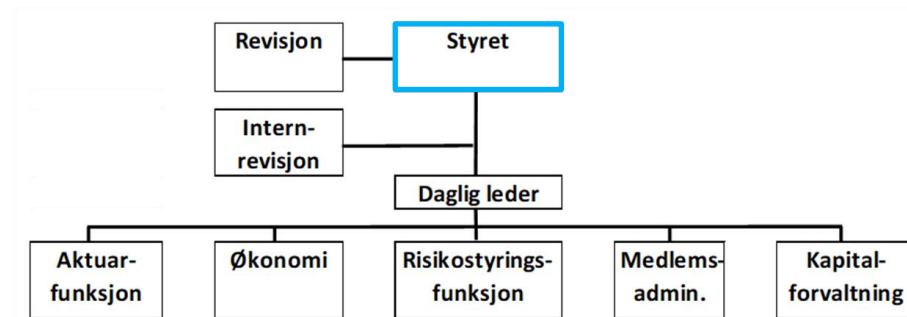 Revisjon
Styret
Intern-
revisjon
Daglig leder
Aktuar-
funksjon
Økonomi
Risikostyrings-
funksjon
Medlems-
admin.
Kapital-
forvaltning